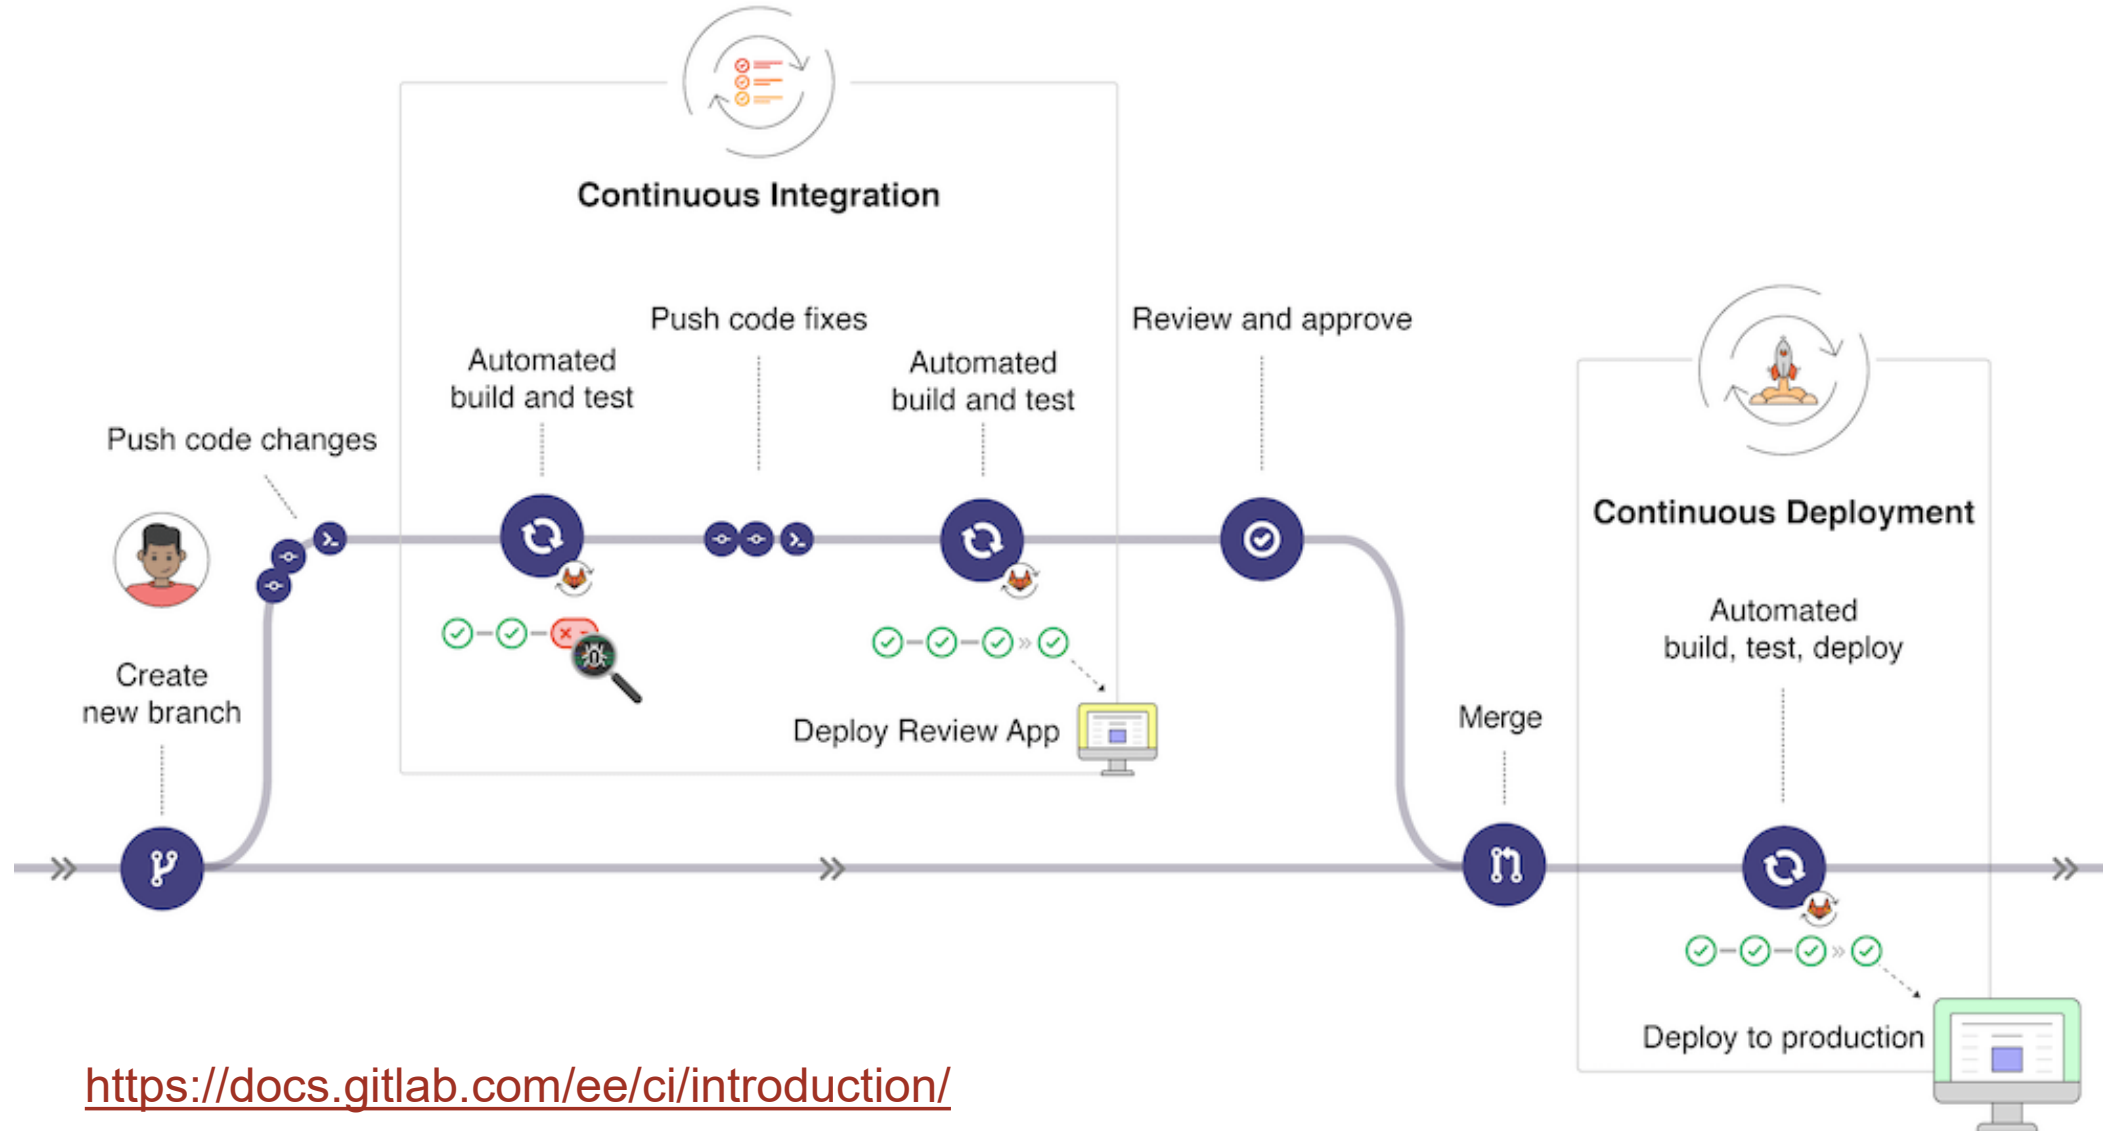 Continuous Integration
Push code fixes
Review and approve
Automated
build and test
Automated
build and test
Push code changes
Continuous Deployment
Automated
build, test, deploy
Create
new branch
Deploy Review App
Merge
Deploy to production
https://docs.gitlab.com/ee/ci/introduction/